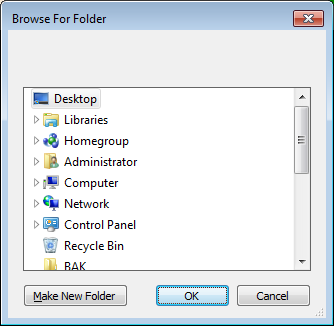 Browse For Folder
Desktop
Libraries
Homegroup
Administrator
Computer
Network
Control Panel
Recycle Bin
BAK
Make New Folder
OK
Cancel